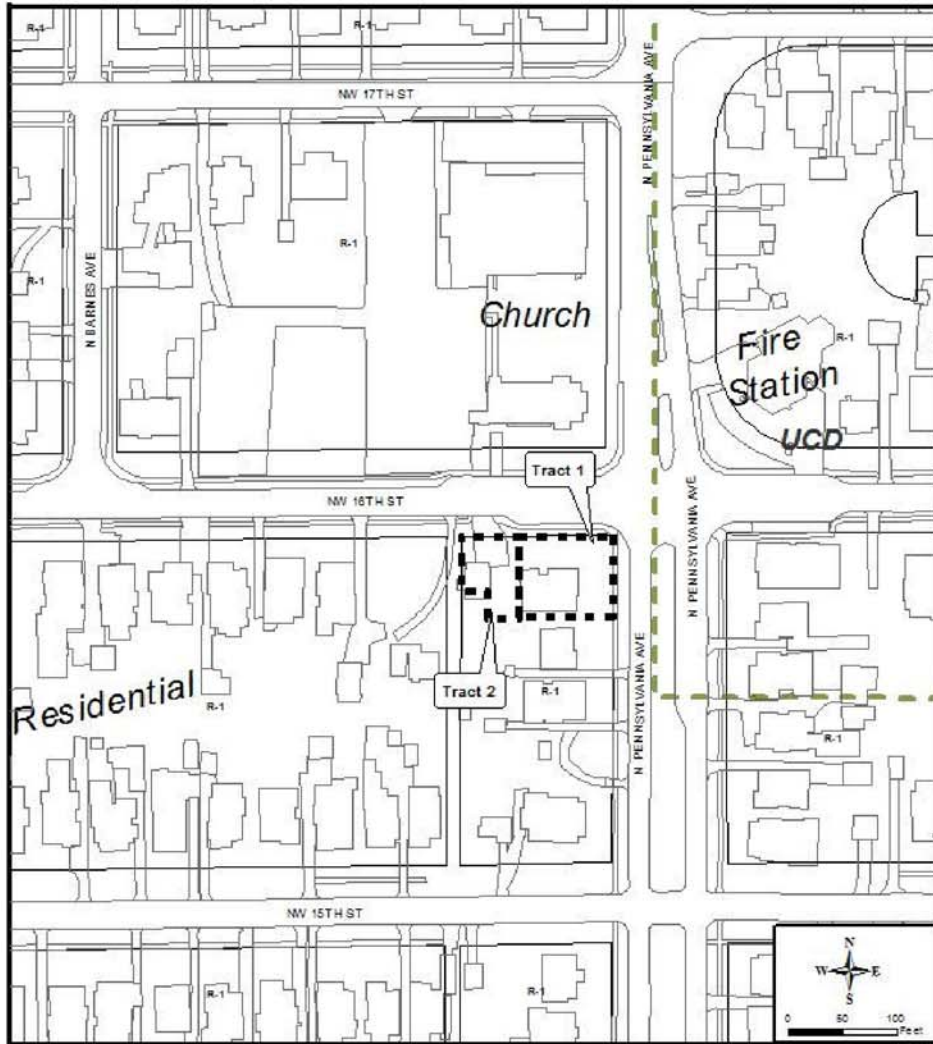 R-1
R-1
NW 17TH ST
N PENNSYLVANIA AVE
N PENNSYLVANIA AVE
N BARNES AVE
R-1
R-1
Church
Fire
Station
R-1
UCD
Tract 1
NW 16TH ST
N PENNSYLVANIA AVE
N PENNSYLVANIA AVE
Residential
R-1
Tract 2
R-1
R-1
NW 15TH ST
R-1
R-1
N
W E
S
0 50 100
Feet